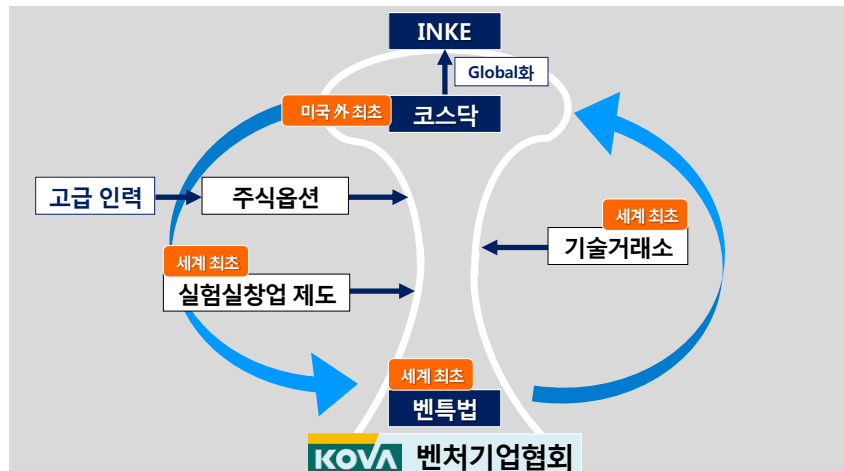 INKE
Global화
미국 外 최초
코스닥
고급 인력
주식옵션
세계 최초
기술거래소
세계 최초
실험실창업 제도
세계 최초
벤특법
KOVA 벤처기업협회